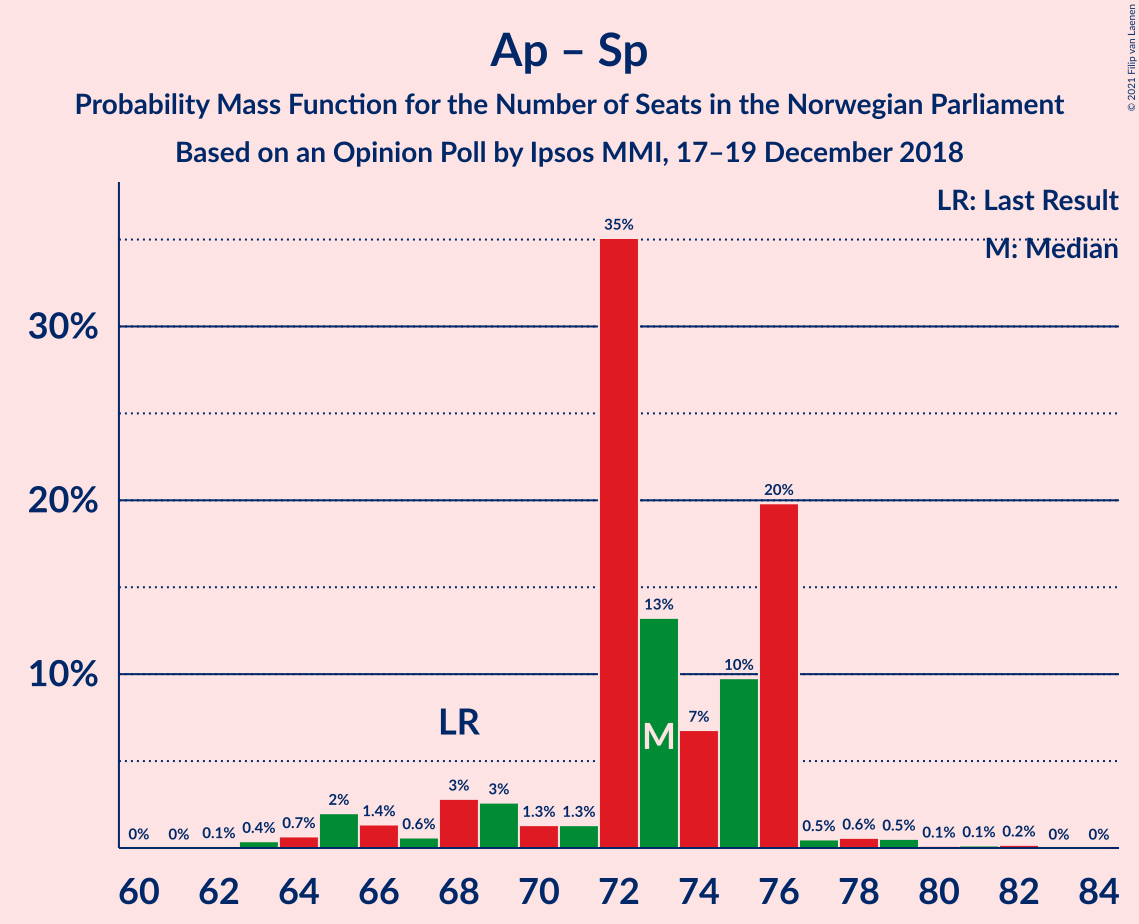 Ap – Sp
Probability Mass Function for the Number of Seats in the Norwegian Parliament
Based on an Opinion Poll by Ipsos MMI, 17–19 December 2018
© 2021 Filip van Laenen
LR: Last Result
M: Median
30%
20%
10%
0% 0% 0.1% 0.4% 0.7% 2% 1.4% 0.6% 3% 3% 1.3% 1.3% 35% 13% 7% 10% 20% 0.5% 0.6% 0.5% 0.1% 0.1% 0.2% 0% 0%
LR
M
60 62 64 66 68 70 72 74 76 78 80 82 84